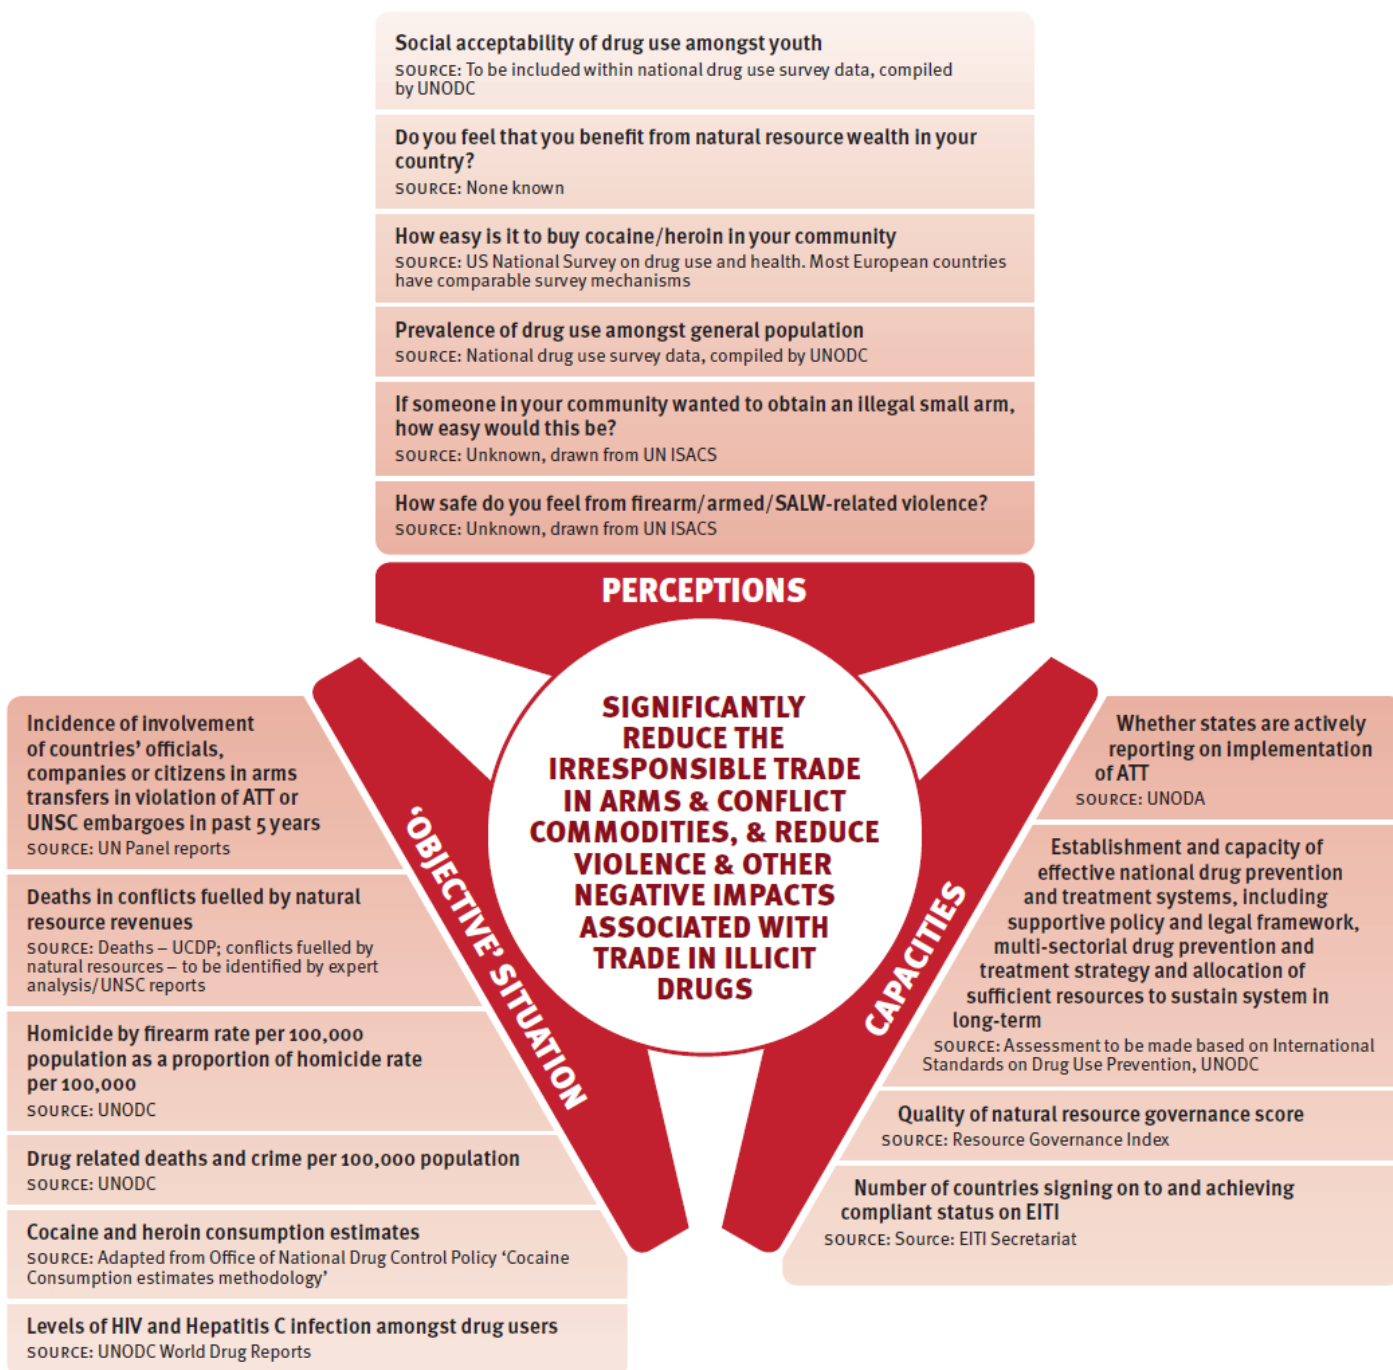 Social acceptability of drug use amongst youth
SOURCE: To be included within national drug use survey data, compiled
by UNODC
Do you feel that you benefit from natural resource wealth in your
country?
SOURCE: None known
How easy is it to buy cocaine/heroin in your community
SOURCE: US National Survey on drug use and health. Most European countries
have comparable survey mechanisms
Prevalence of drug use amongst general population
SOURCE: National drug use survey data, compiled by UNODC
If someone in your community wanted to obtain an illegal small arm,
how easy would this be?
SOURCE: Unknown, drawn from UN ISACS
How safe do you feel from firearm/armed/SALW-related violence?
SOURCE: Unknown, drawn from UN ISACS
PERCEPTIONS
SIGNIFICANTLY
REDUCE THE
IRRESPONSIBLE TRADE
IN ARMS & CONFLICT
COMMODITIES, & REDUCE
VIOLENCE & OTHER
NEGATIVE IMPACTS
ASSOCIATED WITH
TRADE IN ILLICIT
DRUGS
‘OBJECTIVE’ SITUATION
Incidence of involvement
of countries’ officials,
companies or citizens in arms
transfers in violation of ATT or
UNSC embargoes in past 5 years
SOURCE: UN Panel reports
Deaths in conflicts fuelled by natural
resource revenues
SOURCE: Deaths – UCDP; conflicts fuelled by
natural resources – to be identified by expert
analysis/UNSC reports
Homicide by firearm rate per 100,000
population as a proportion of homicide rate
per 100,000
SOURCE: UNODC
Drug related deaths and crime per 100,000 population
SOURCE: UNODC
Cocaine and heroin consumption estimates
SOURCE: Adapted from Office of National Drug Control Policy ‘Cocaine
Consumption estimates methodology’
Levels of HIV and Hepatitis C infection amongst drug users
SOURCE: UNODC World Drug Reports
CAPACITIES
Whether states are actively
reporting on implementation
of ATT
SOURCE: UNODA
Establishment and capacity of
effective national drug prevention
and treatment systems, including
supportive policy and legal framework,
multi-sectorial drug prevention and
treatment strategy and allocation of
sufficient resources to sustain system in
long-term
SOURCE: Assessment to be made based on International
Standards on Drug Use Prevention, UNODC
Quality of natural resource governance score
SOURCE: Resource Governance Index
Number of countries signing on to and achieving
compliant status on EITI
SOURCE: Source: EITI Secretariat